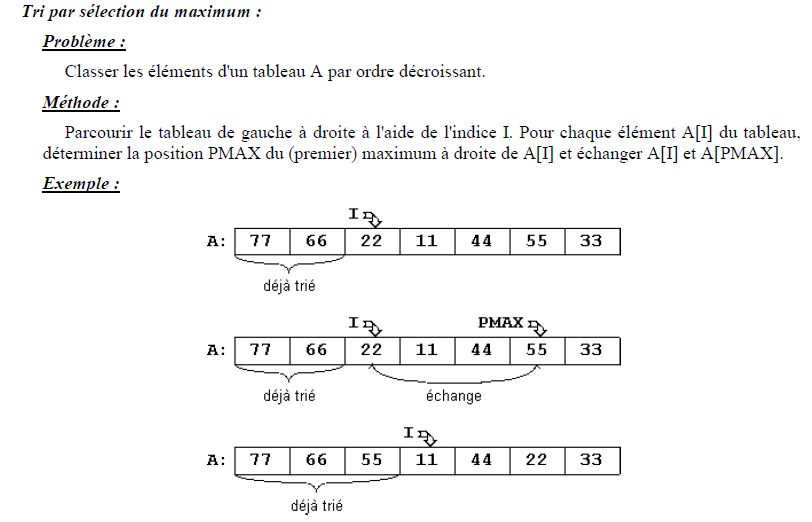 Tri par sélection du maximum :
Problème :
Classer les éléments d'un tableau A par ordre décroissant.
Méthode :
Parcourir le tableau de gauche à droite à l'aide de l'indice I. Pour chaque élément A[I] du tableau,
déterminer la position PMAX du (premier) maximum à droite de A[I] et échanger A[I] et A[PMAX].
Exemple :
I
A: 77 66 22 11 44 55 33
déjà trié
I PMAX
A: 77 66 22 11 44 55 33
déjà trié échange
I
A: 77 66 55 11 44 22 33
déjà trié